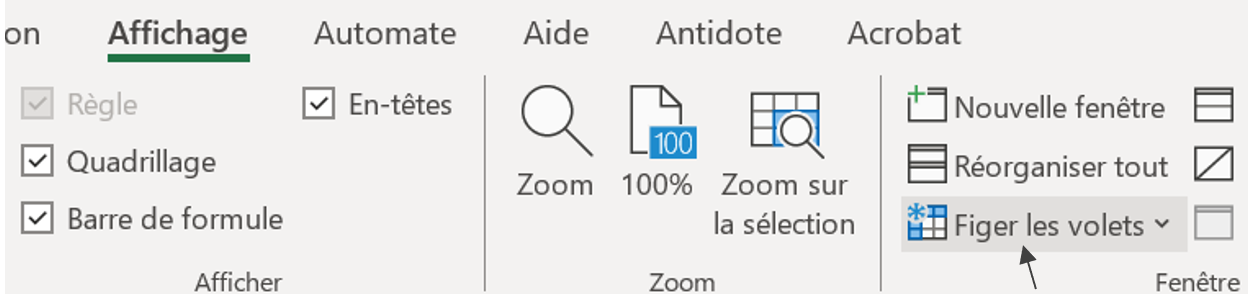 on Affichage Automate Aide Antidote Acrobat
Règle
En-têtes
Quadrillage
Barre de formule
Afficher
Zoom
100
100%
Zoom sur
la sélection
Zoom
Nouvelle fenêtre
Réorganiser tout
Figer les volets
Fenêtre